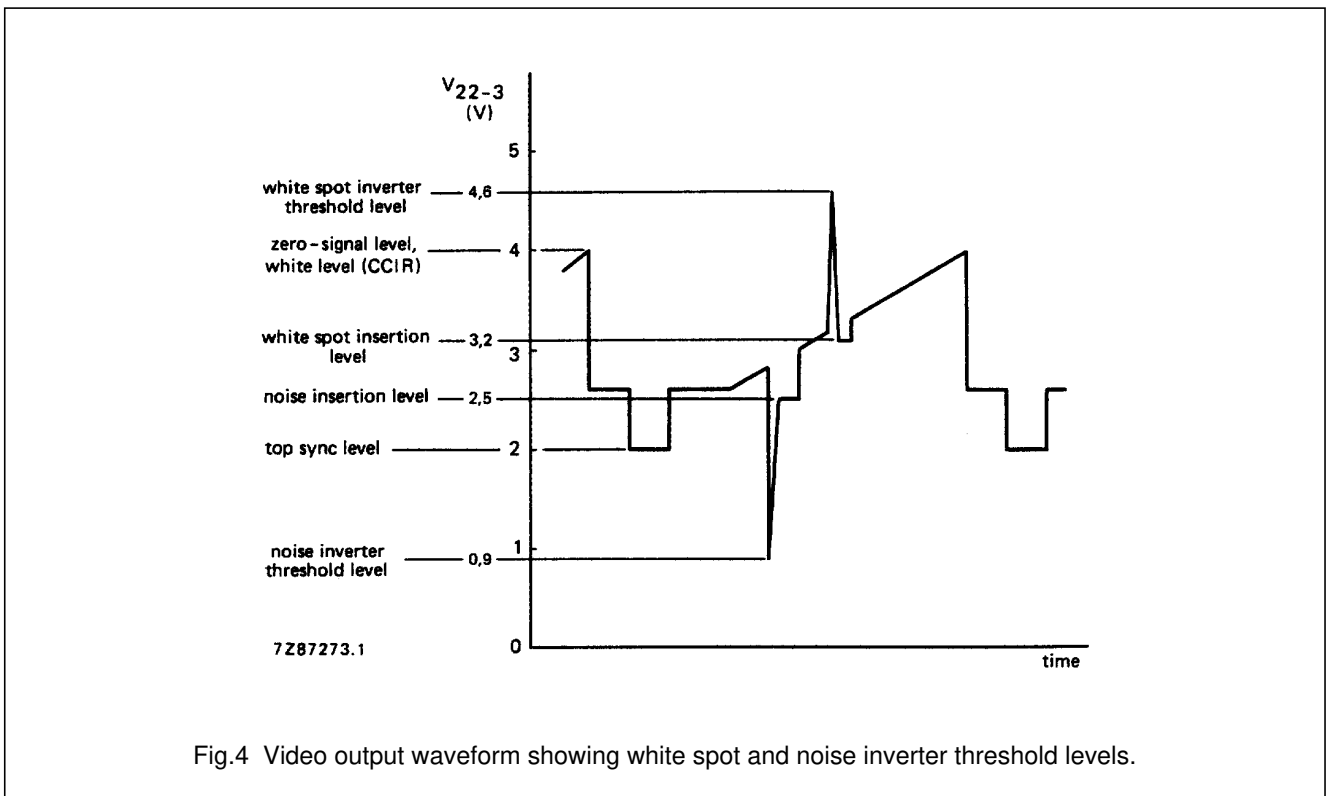 V22-3
(V)
5
white spot inverter
threshold level
4,6
zero-signal level,
white level (CCIR)
4
white spot insertion
level
3,2
3
noise insertion level
2,5
top sync level
2
noise inverter
threshold level
1
0,9
7Z87273.1
0
time
Fig.4 Video output waveform showing white spot and noise inverter threshold levels.